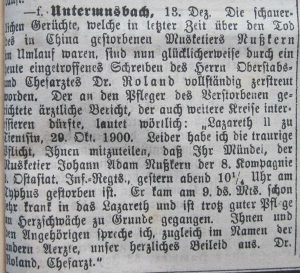 —f. Untermnsbach, 13. Dez. Die schauer-
lichen Gerüchte, welche in letzter Zeit über den Tod
des in China gestorbenen Musketiers Nußkern
im Umlauf waren, sind nun glücklicherweise durch ein
heute eingetroffenes Schreiben des Herrn Oberstabs-
und Chefarztes Dr. Roland vollständig zerstreut
worden. Der an den Pfleger des Verstorbenen ge-
richtete ärztliche Bericht, der auch weitere Kreise inter-
essieren dürfte, lautet wörtlich: „Lazareth II zu
Tientsin, 29. Okt. 1900. Leider habe ich die traurige
Pflicht, Ihnen mitzuteilen, daß Ihr Mündel, der
Musketier Johann Adam Nußkern der 8. Kompagnie
Ostasiat. Inf.-Regts. gestern abend 10¼ Uhr am
Typhus gestorben ist. Er kam am 9. ds. Mts. schon
sehr krank in das Lazareth und ist trotz guter Pflege
an Herzschwäche zu Grunde gegangen. Ihnen und
den Angehörigen spreche ich, zugleich im Namen der
andern Aerzte, unser herzliches Beileid aus. Dr.
Roland, Chefarzt.“